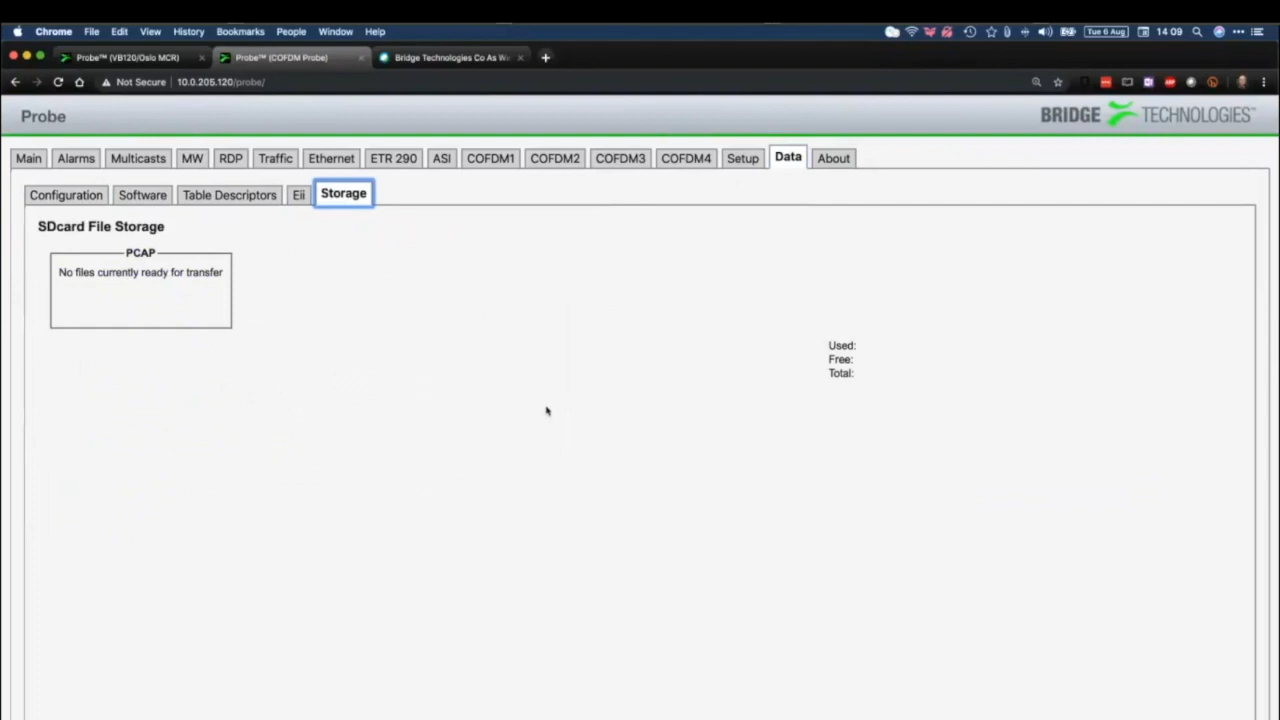 Chrome File Edit View History Bookmarks People Window Help Tue 6 Aug 14 09
Probe™ (VB120/Oslo MCR) Probe™ (COFDM Probe) Bridge Technologies Co As
Not Secure 10.0.205.120/probe/
Probe BRIDGE TECHNOLOGIES™
Main Alarms Multicasts MW RDP Traffic Ethernet ETR 290 ASI COFDM1 COFDM2 COFDM3 COFDM4 Setup Data About
Configuration Software Table Descriptors Eii Storage
SDcard File Storage
PCAP
No files currently ready for transfer
Used:
Free:
Total: